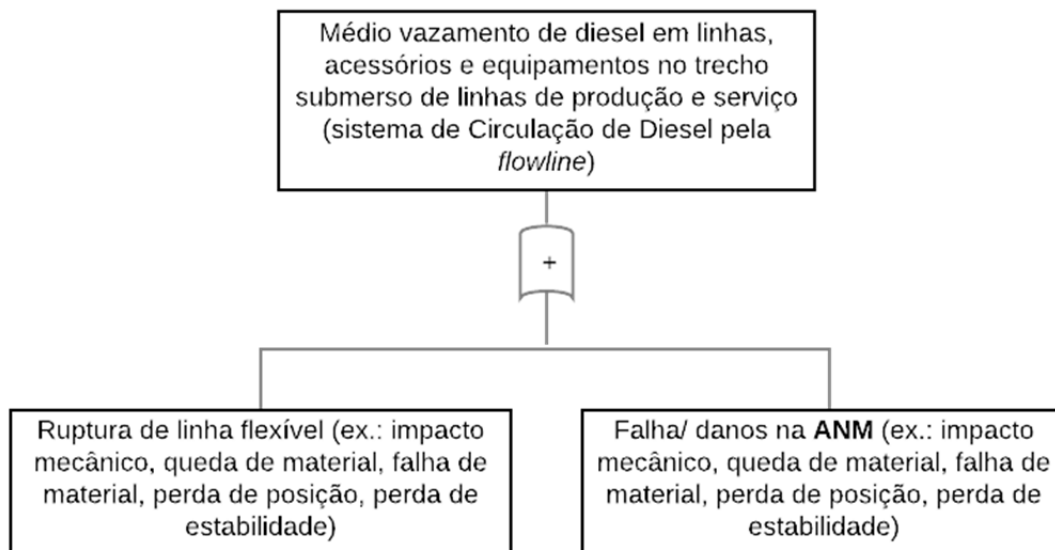 Médio vazamento de diesel em linhas,
acessórios e equipamentos no trecho
submerso de linhas de produção e serviço
(sistema de Circulação de Diesel pela
flowline)
+
Ruptura de linha flexível (ex.: impacto
mecânico, queda de material, falha de
material, perda de posição, perda de
estabilidade)
Falha/ danos na ANM (ex.: impacto
mecânico, queda de material, falha de
material, perda de posição, perda de
estabilidade)